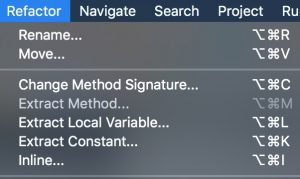 Refactor Navigate Search Project Ru
Rename... ⌥⌘R
Move... ⌥⌘V
Change Method Signature... ⌥⌘C
Extract Method... ⌥⌘M
Extract Local Variable... ⌥⌘L
Extract Constant... ⌥⌘K
Inline... ⌥⌘I